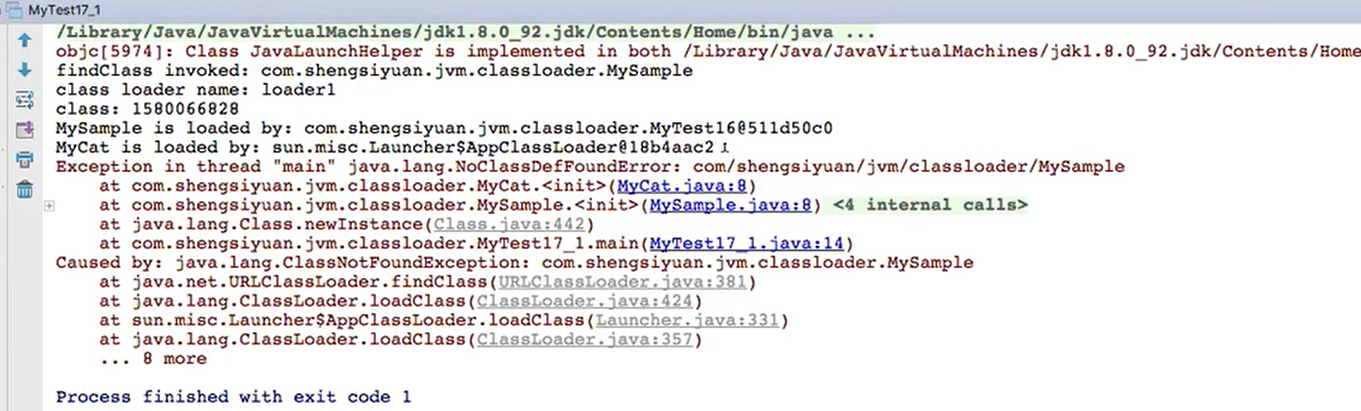 MyTest17_1
/Library/Java/JavaVirtualMachines/jdk1.8.0_92.jdk/Contents/Home/bin/java ...
objc[5974]: Class JavaLaunchHelper is implemented in both /Library/Java/JavaVirtualMachines/jdk1.8.0_92.jdk/Contents/Home
findClass invoked: com.shengsiyuan.jvm.classloader.MySample
class loader name: loader1
class: 1580066828
MySample is loaded by: com.shengsiyuan.jvm.classloader.MyTest16@511d50c0
MyCat is loaded by: sun.misc.Launcher$AppClassLoader@18b4aac2
Exception in thread "main" java.lang.NoClassDefFoundError: com/shengsiyuan/jvm/classloader/MySample
at com.shengsiyuan.jvm.classloader.MyCat.<init>(MyCat.java:8)
at com.shengsiyuan.jvm.classloader.MySample.<init>(MySample.java:8) <4 internal calls>
at java.lang.Class.newInstance(Class.java:442)
at com.shengsiyuan.jvm.classloader.MyTest17_1.main(MyTest17_1.java:14)
Caused by: java.lang.ClassNotFoundException: com.shengsiyuan.jvm.classloader.MySample
at java.net.URLClassLoader.findClass(URLClassLoader.java:381)
at java.lang.ClassLoader.loadClass(ClassLoader.java:424)
at sun.misc.Launcher$AppClassLoader.loadClass(Launcher.java:331)
at java.lang.ClassLoader.loadClass(ClassLoader.java:357)
... 8 more
Process finished with exit code 1